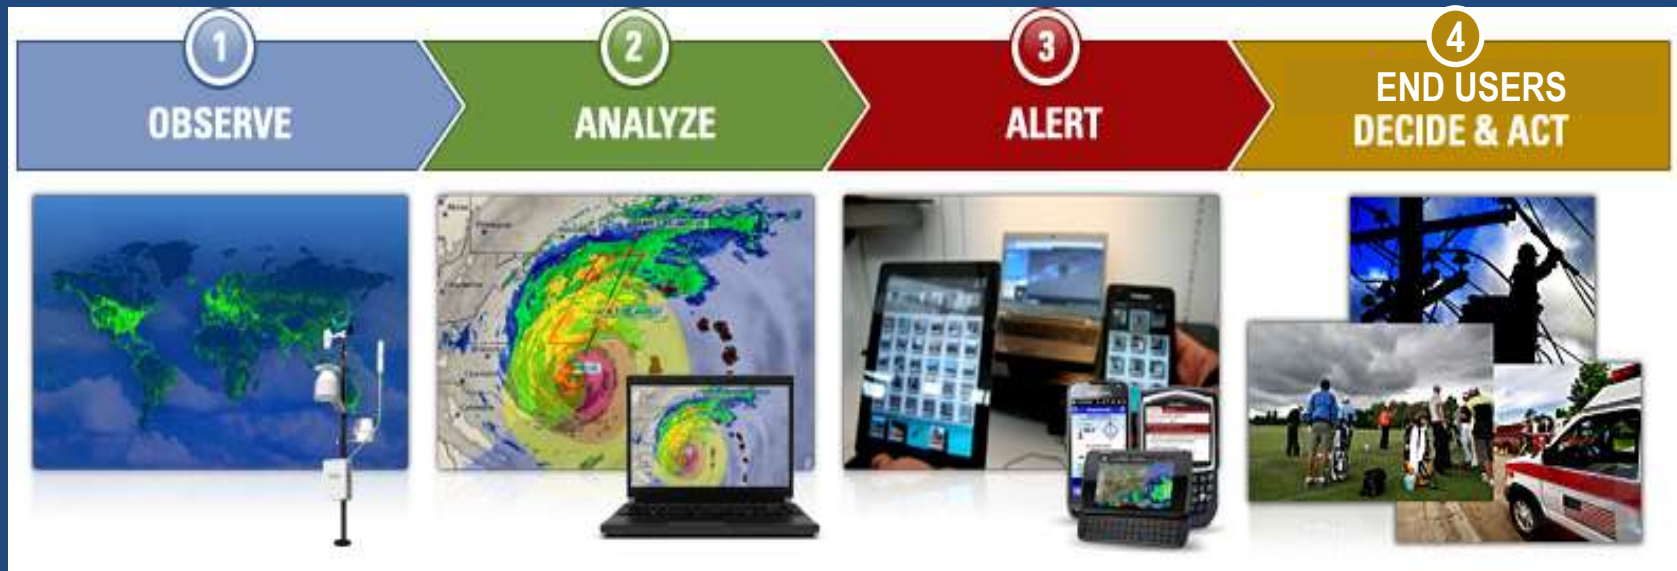 1
OBSERVE
2
ANALYZE
3
ALERT
4
END USERS
DECIDE & ACT